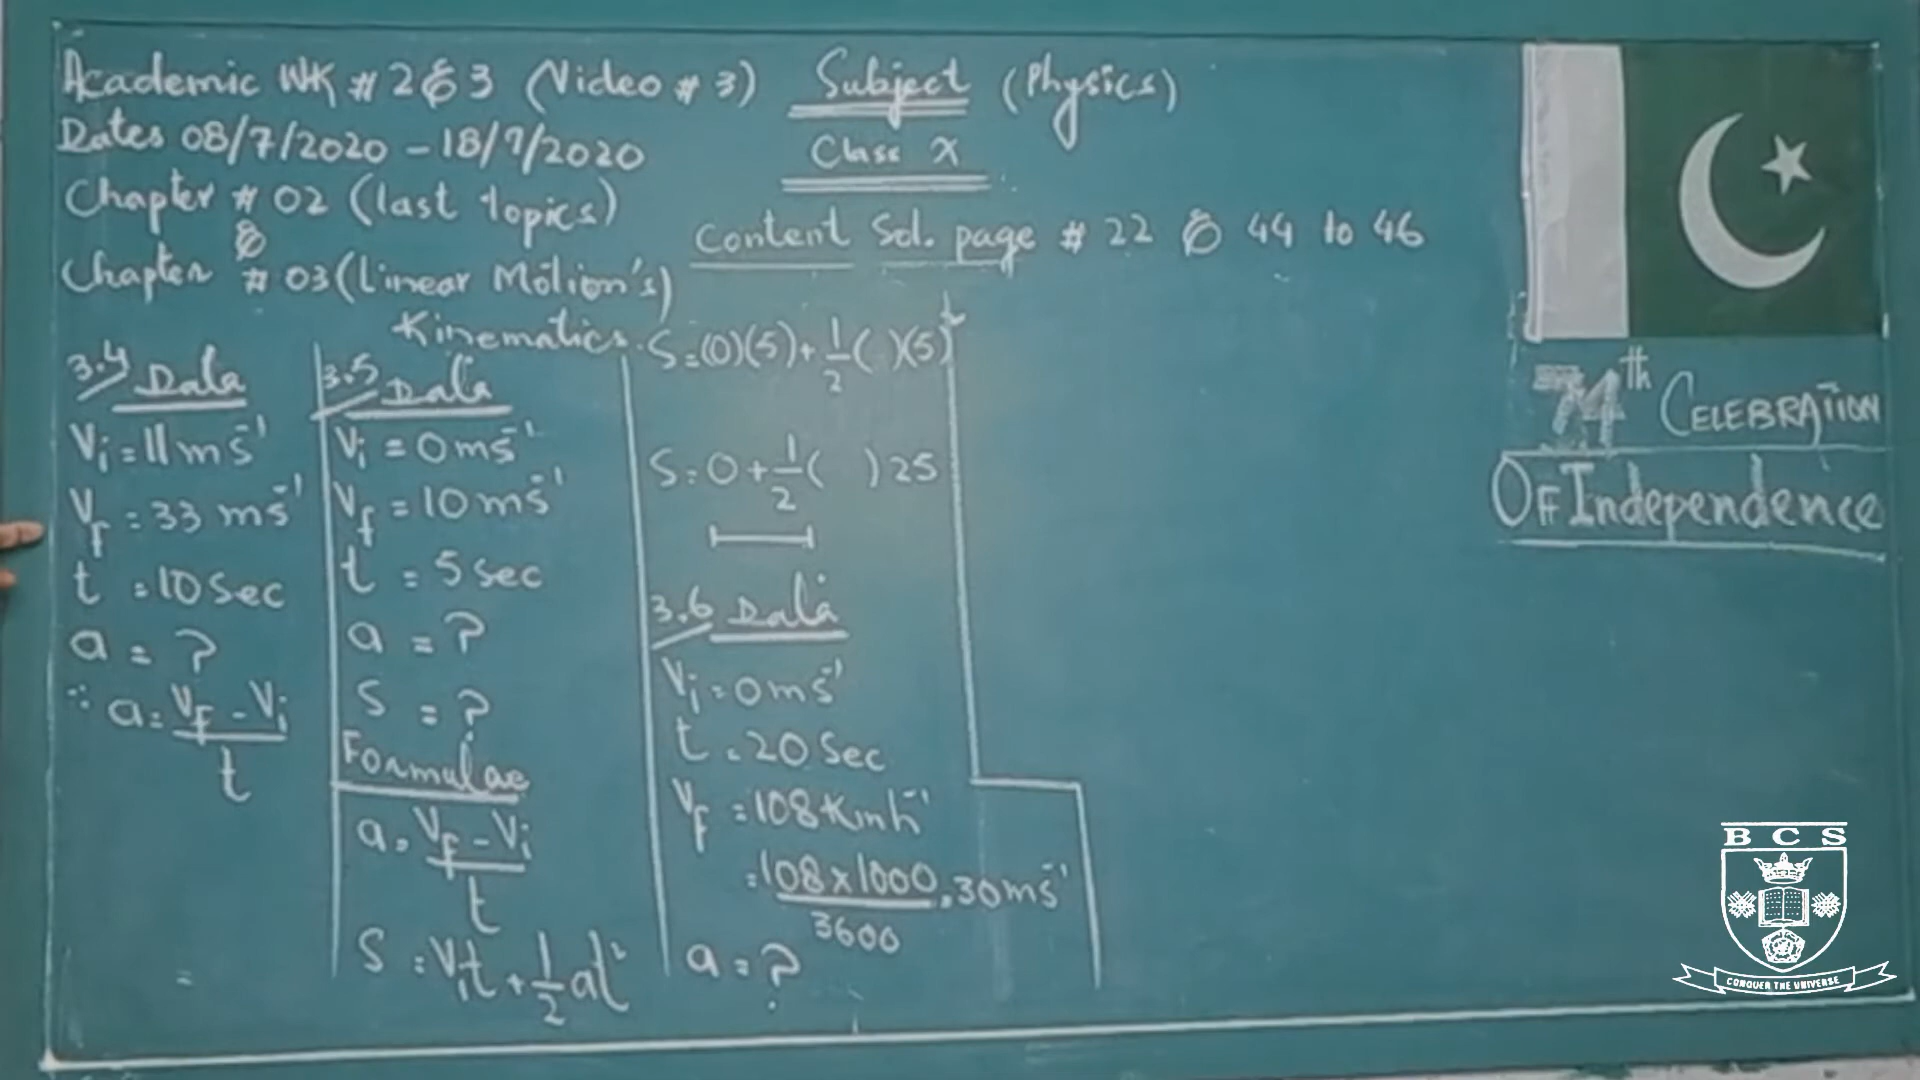 Academic WK # 2 & 3 (Video # 3)
Subject (Physics)
Dates 08/7/2020 - 18/7/2020
Class X
Chapter # 02 (last topics)
&
Content Sol. page # 22 & 44 to 46
Chapter # 03 (Linear Motion's)
Kinematics.
3.4 Data
Vi = 11 ms⁻¹
Vf = 33 ms⁻¹
t = 10 Sec
a = ?
∵ a = Vf - Vi / t
=
3.5 Data
Vi = 0 ms⁻¹
Vf = 10 ms⁻¹
t = 5 Sec
a = ?
S = ?
Formulae
a = Vf - Vi / t
S = Vit + 1/2 at²
S = (0)(5) + 1/2 ( )(5)²
S = 0 + 1/2 ( ) 25
3.6 Data
Vi = 0 ms⁻¹
t = 20 Sec
Vf = 108 Kmh⁻¹
= 108 x 1000 / 3600 = 30 ms⁻¹
a = ?
74th CELEBRATION
OF Independence
BCS
CONQUER THE UNIVERSE